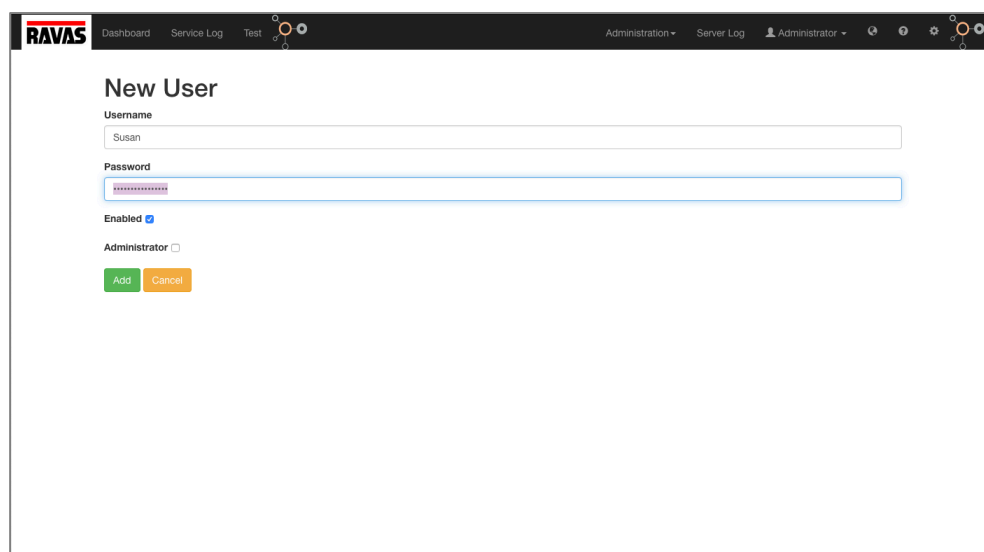 RAVAS Dashboard Service Log Test Administration Server Log Administrator
New User
Username
Susan
Password
•••••••••••••••
Enabled
Administrator
Add Cancel